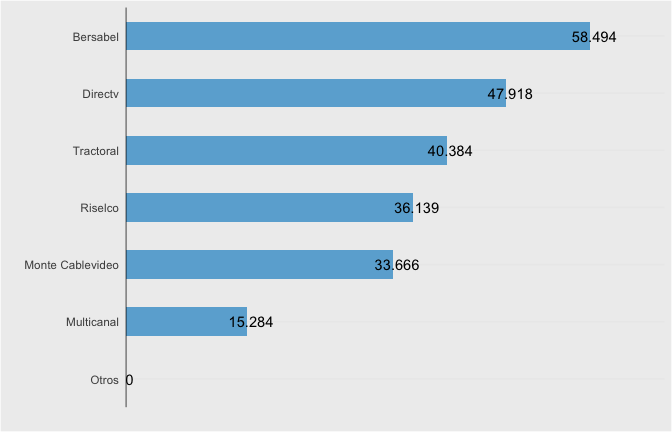 Bersabel 58.494
Directv 47.918
Tractoral 40.384
Riselco 36.139
Monte Cablevideo 33.666
Multicanal 15.284
Otros 0